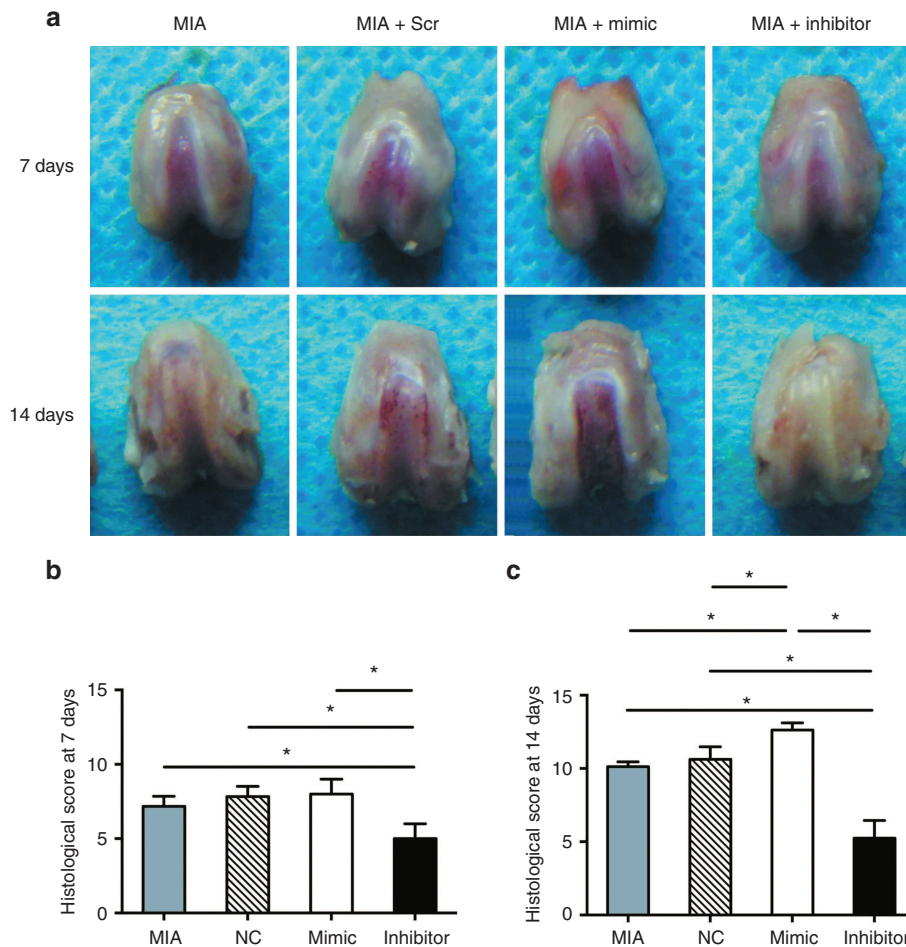 a
MIA
MIA + Scr
MIA + mimic
MIA + inhibitor
7 days
14 days
b
Histological score at 7 days
15
10
5
0
*
*
*
MIA
NC
Mimic
Inhibitor
c
Histological score at 14 days
15
10
5
0
*
*
*
*
*
MIA
NC
Mimic
Inhibitor